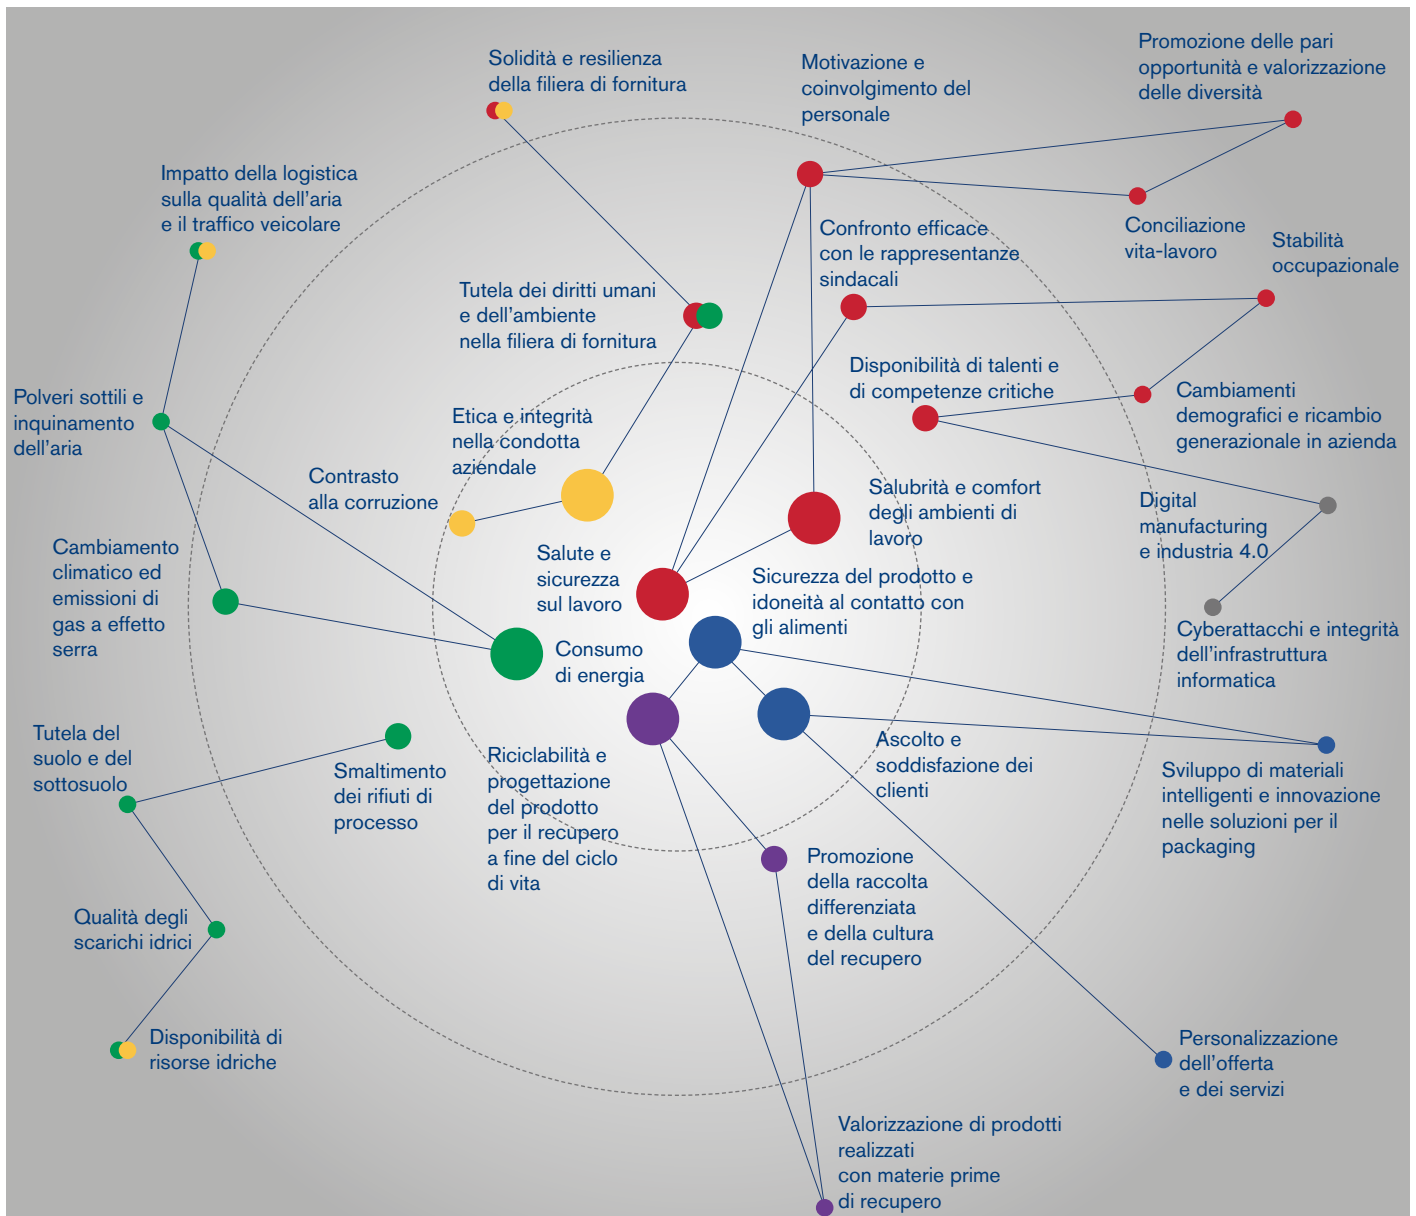 Solidità e resilienza
della filiera di fornitura
Motivazione e
coinvolgimento del
personale
Promozione delle pari
opportunità e valorizzazione
delle diversità
Impatto della logistica
sulla qualità dell'aria
e il traffico veicolare
Confronto efficace
con le rappresentanze
sindacali
Conciliazione
vita-lavoro
Stabilità
occupazionale
Tutela dei diritti umani
e dell'ambiente
nella filiera di fornitura
Disponibilità di talenti e
di competenze critiche
Cambiamenti
demografici e ricambio
generazionale in azienda
Polveri sottili e
inquinamento
dell'aria
Etica e integrità
nella condotta
aziendale
Contrasto
alla corruzione
Salubrità e comfort
degli ambienti di
lavoro
Digital
manufacturing
e industria 4.0
Cambiamento
climatico ed
emissioni di
gas a effetto
serra
Salute e
sicurezza
sul lavoro
Sicurezza del prodotto e
idoneità al contatto con
gli alimenti
Cyberattacchi e integrità
dell'infrastruttura
informatica
Consumo
di energia
Tutela del
suolo e del
sottosuolo
Smaltimento
dei rifiuti di
processo
Riciclabilità e
progettazione
del prodotto
per il recupero
a fine del ciclo
di vita
Ascolto e
soddisfazione dei
clienti
Sviluppo di materiali
intelligenti e innovazione
nelle soluzioni per il
packaging
Promozione
della raccolta
differenziata
e della cultura
del recupero
Qualità degli
scarichi idrici
Disponibilità di
risorse idriche
Personalizzazione
dell'offerta
e dei servizi
Valorizzazione di prodotti
realizzati
con materie prime
di recupero